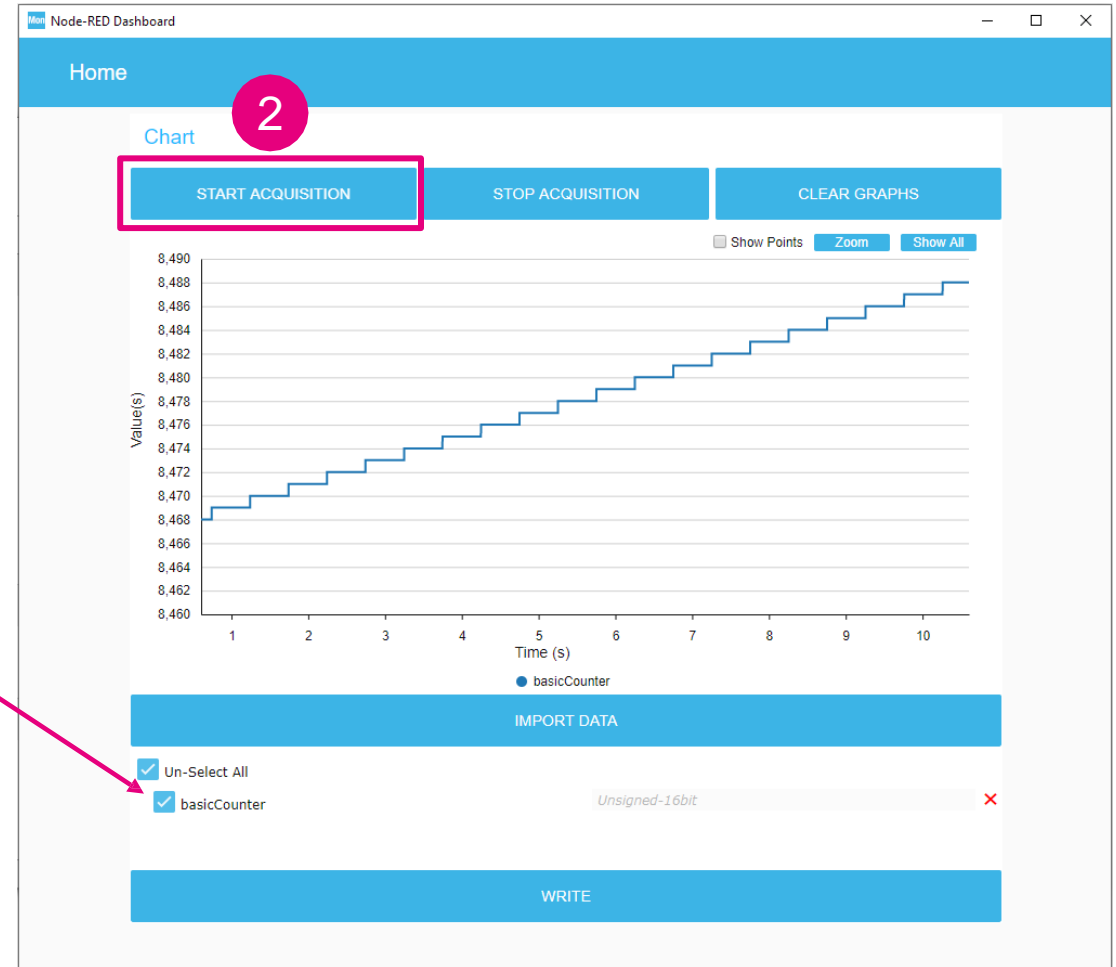 Mon Node-RED Dashboard
Home
2
Chart
START ACQUISITION STOP ACQUISITION CLEAR GRAPHS
Show Points Zoom Show All
8,490
8,488
8,486
8,484
8,482
8,480
8,478
8,476
8,474
8,472
8,470
8,468
8,466
8,464
8,462
8,460
Value(s)
1 2 3 4 5 6 7 8 9 10
Time (s)
basicCounter
IMPORT DATA
Un-Select All
basicCounter Unsigned-16bit
WRITE